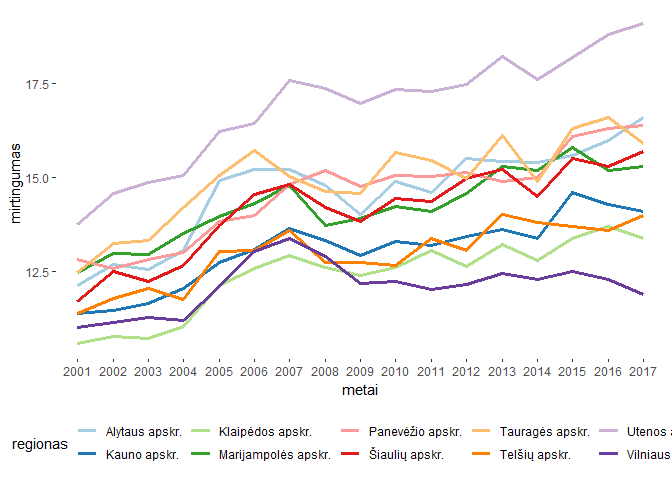 mirtingumas
17.5
15.0
12.5
2001 2002 2003 2004 2005 2006 2007 2008 2009 2010 2011 2012 2013 2014 2015 2016 2017
metai
regionas
Alytaus apskr. Klaipėdos apskr. Panevėžio apskr. Tauragės apskr. Utenos a
Kauno apskr. Marijampolės apskr. Šiaulių apskr. Telšių apskr. Vilniaus